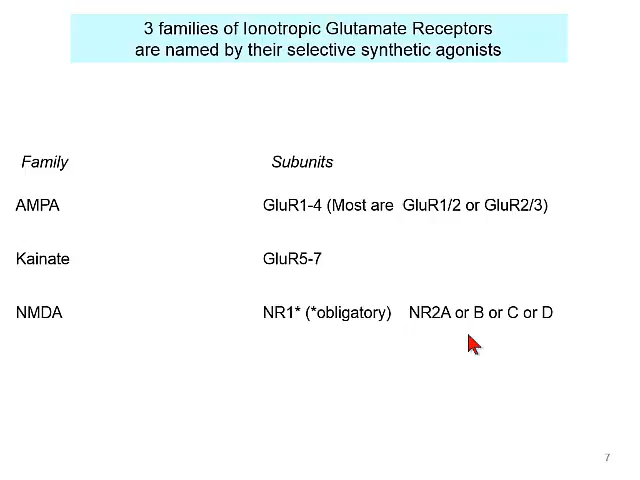 3 families of Ionotropic Glutamate Receptors
are named by their selective synthetic agonists
Family Subunits
AMPA GluR1-4 (Most are GluR1/2 or GluR2/3)
Kainate GluR5-7
NMDA NR1* (*obligatory) NR2A or B or C or D
7